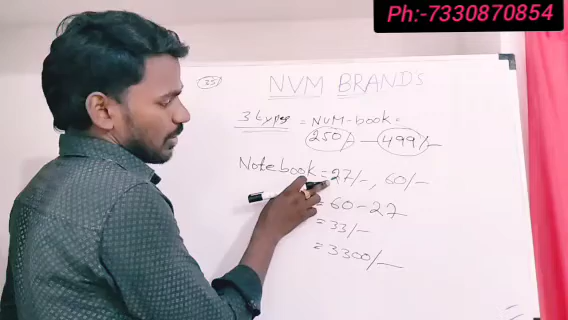 Ph:-7330870854
35
NVM BRANDS
3 types = NVM-book =
250/- — 499/-
Notebook = 27/-, 60/-
= 60-27
= 33/-
= 3300/-